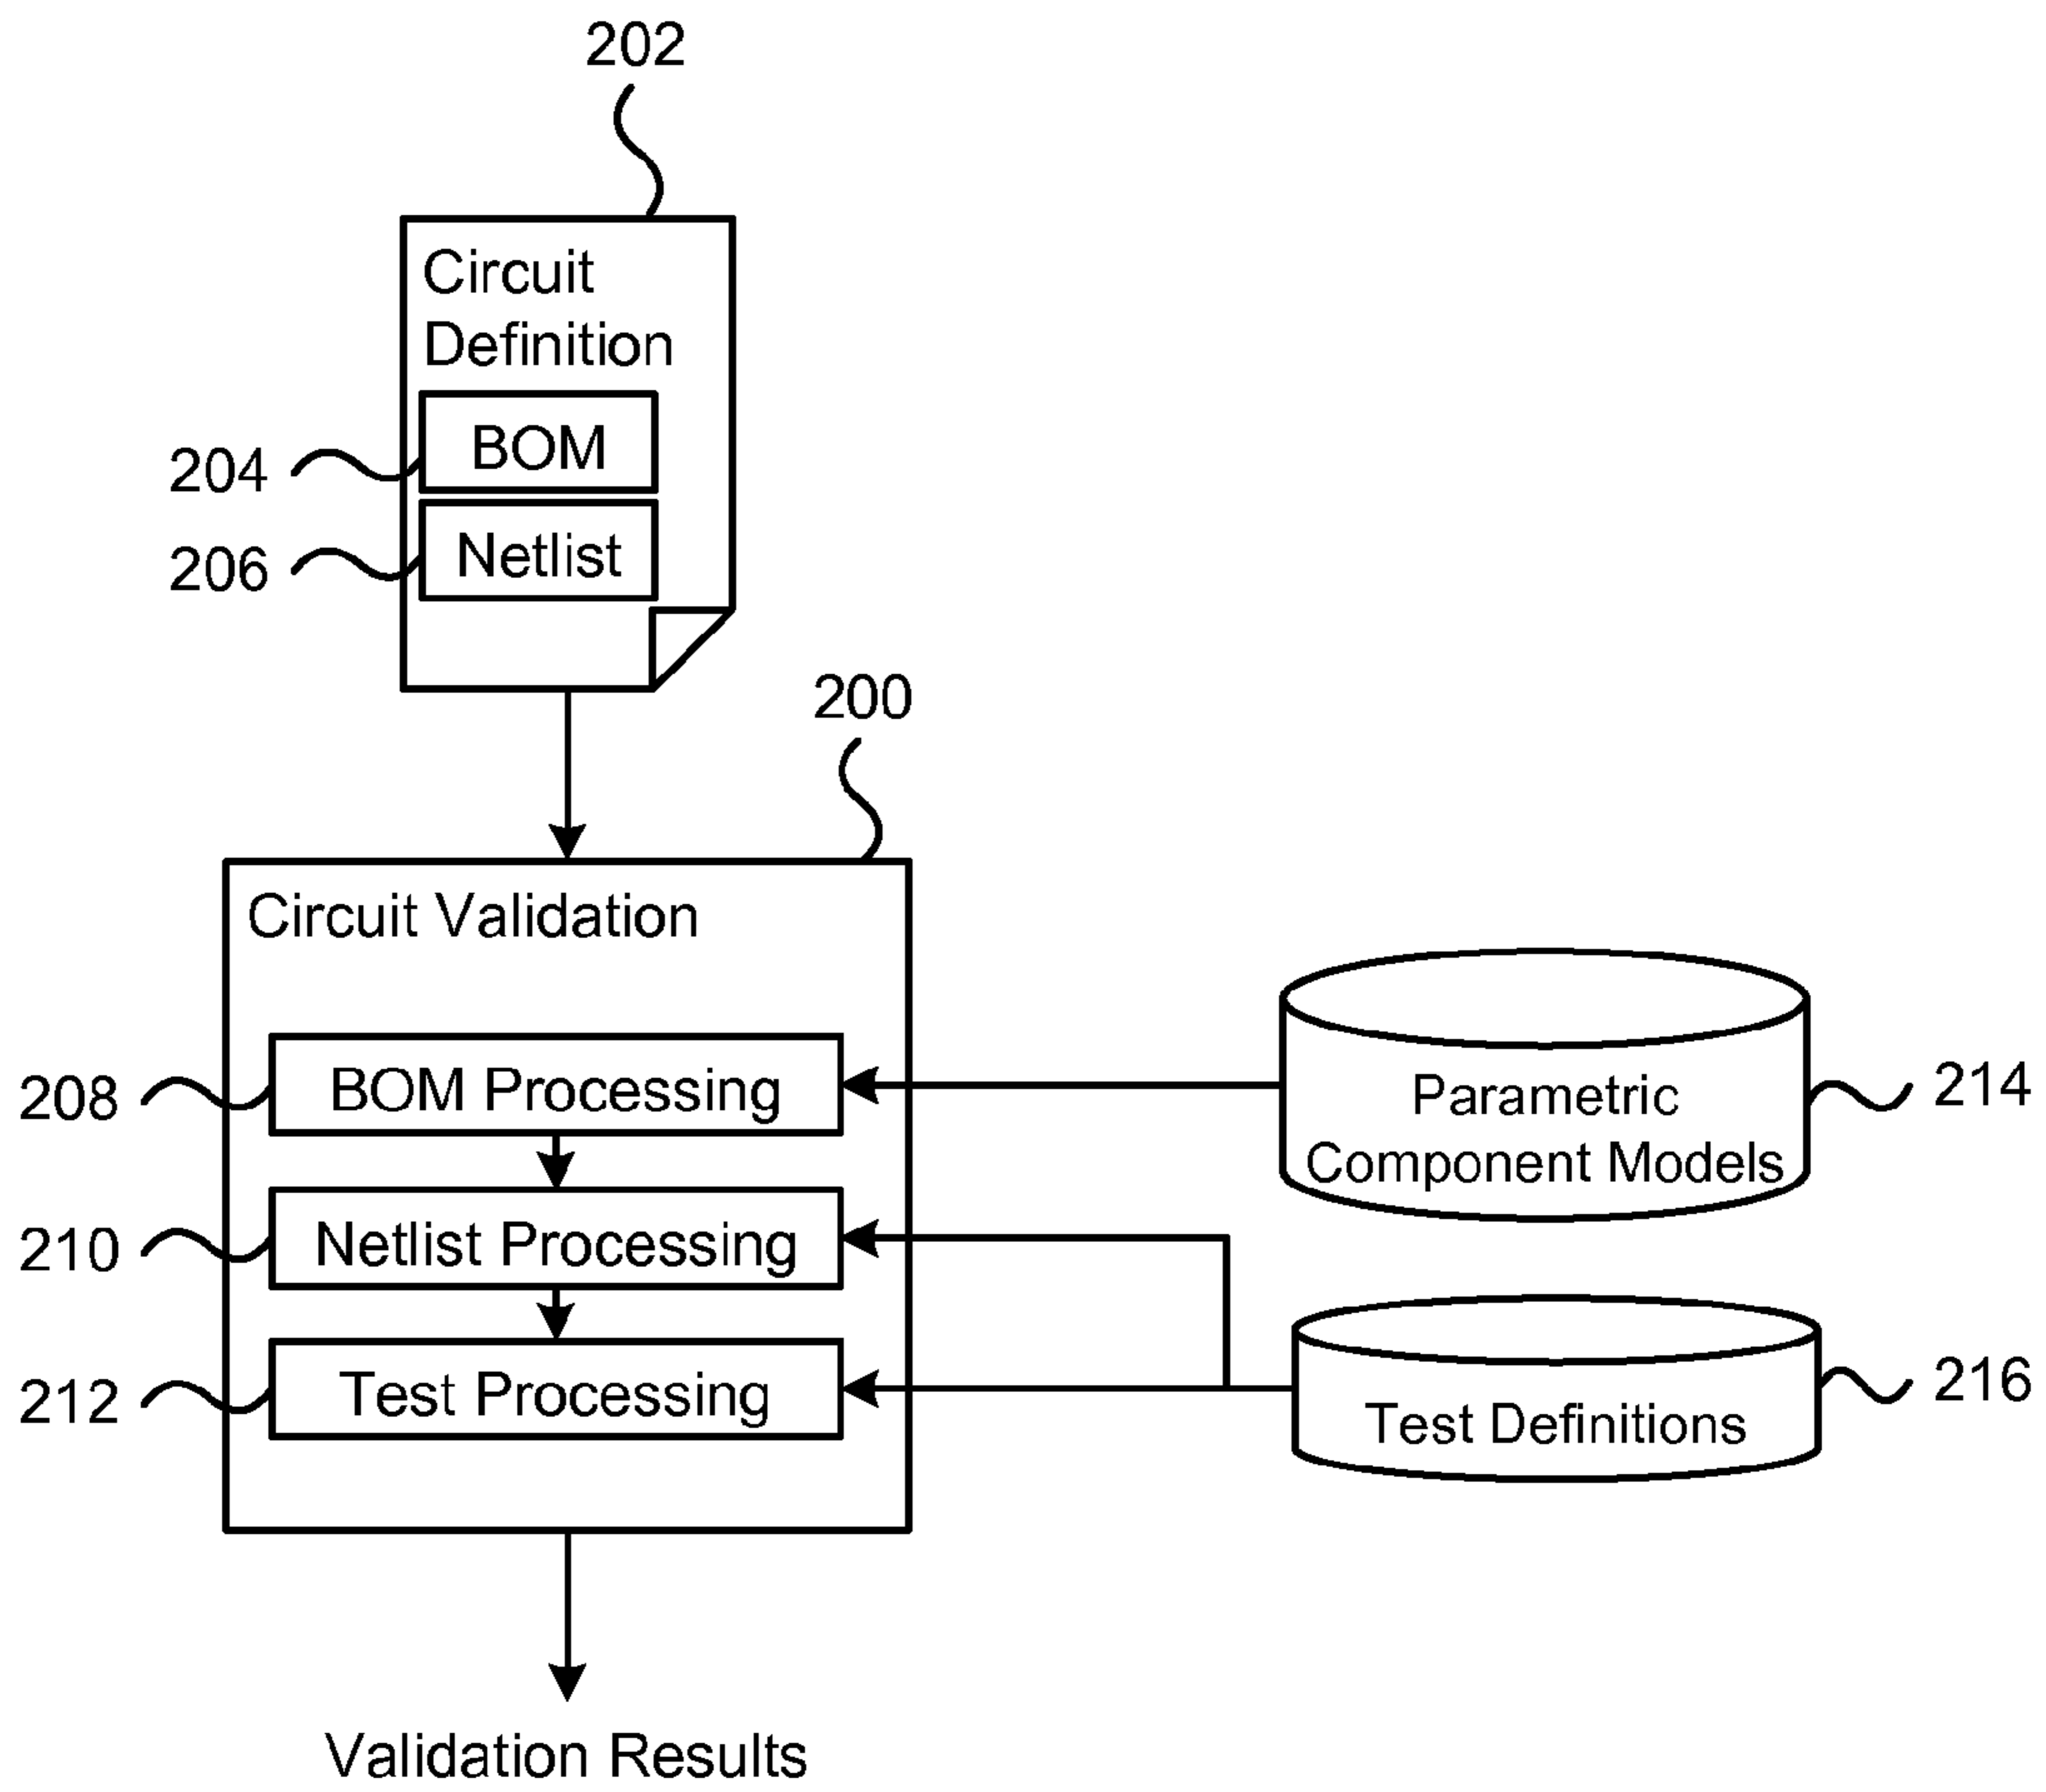 202
Circuit
Definition
BOM
204
Netlist
206
200
Circuit Validation
BOM Processing
208
Parametric
Component Models
214
Netlist Processing
210
Test Processing
212
Test Definitions
216
Validation Results